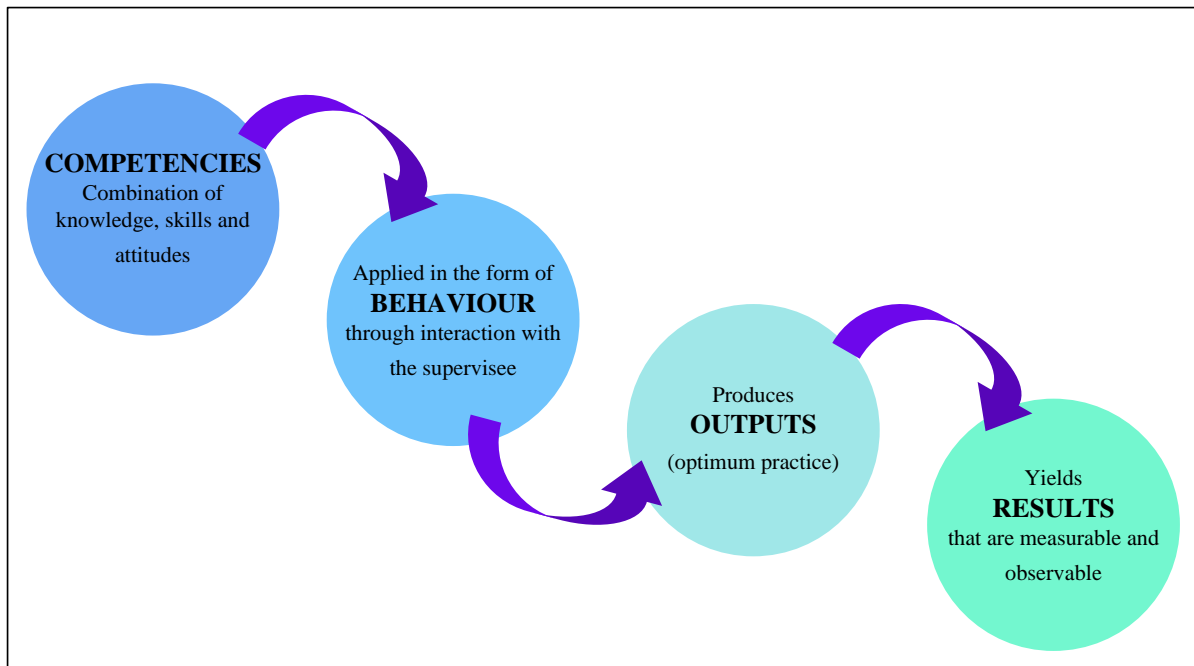 COMPETENCIES
Combination of
knowledge, skills and
attitudes
Applied in the form of
BEHAVIOUR
through interaction with
the supervisee
Produces
OUTPUTS
(optimum practice)
Yields
RESULTS
that are measurable and
observable